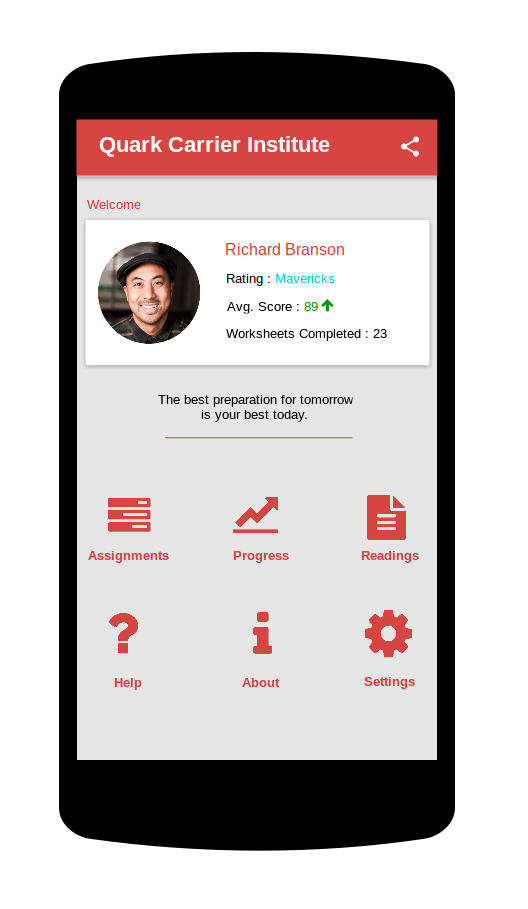 Quark Carrier Institute
Welcome
Richard Branson
Rating : Mavericks
Avg. Score : 89
Worksheets Completed : 23
The best preparation for tomorrow
is your best today.
Assignments Progress Readings
Help About Settings